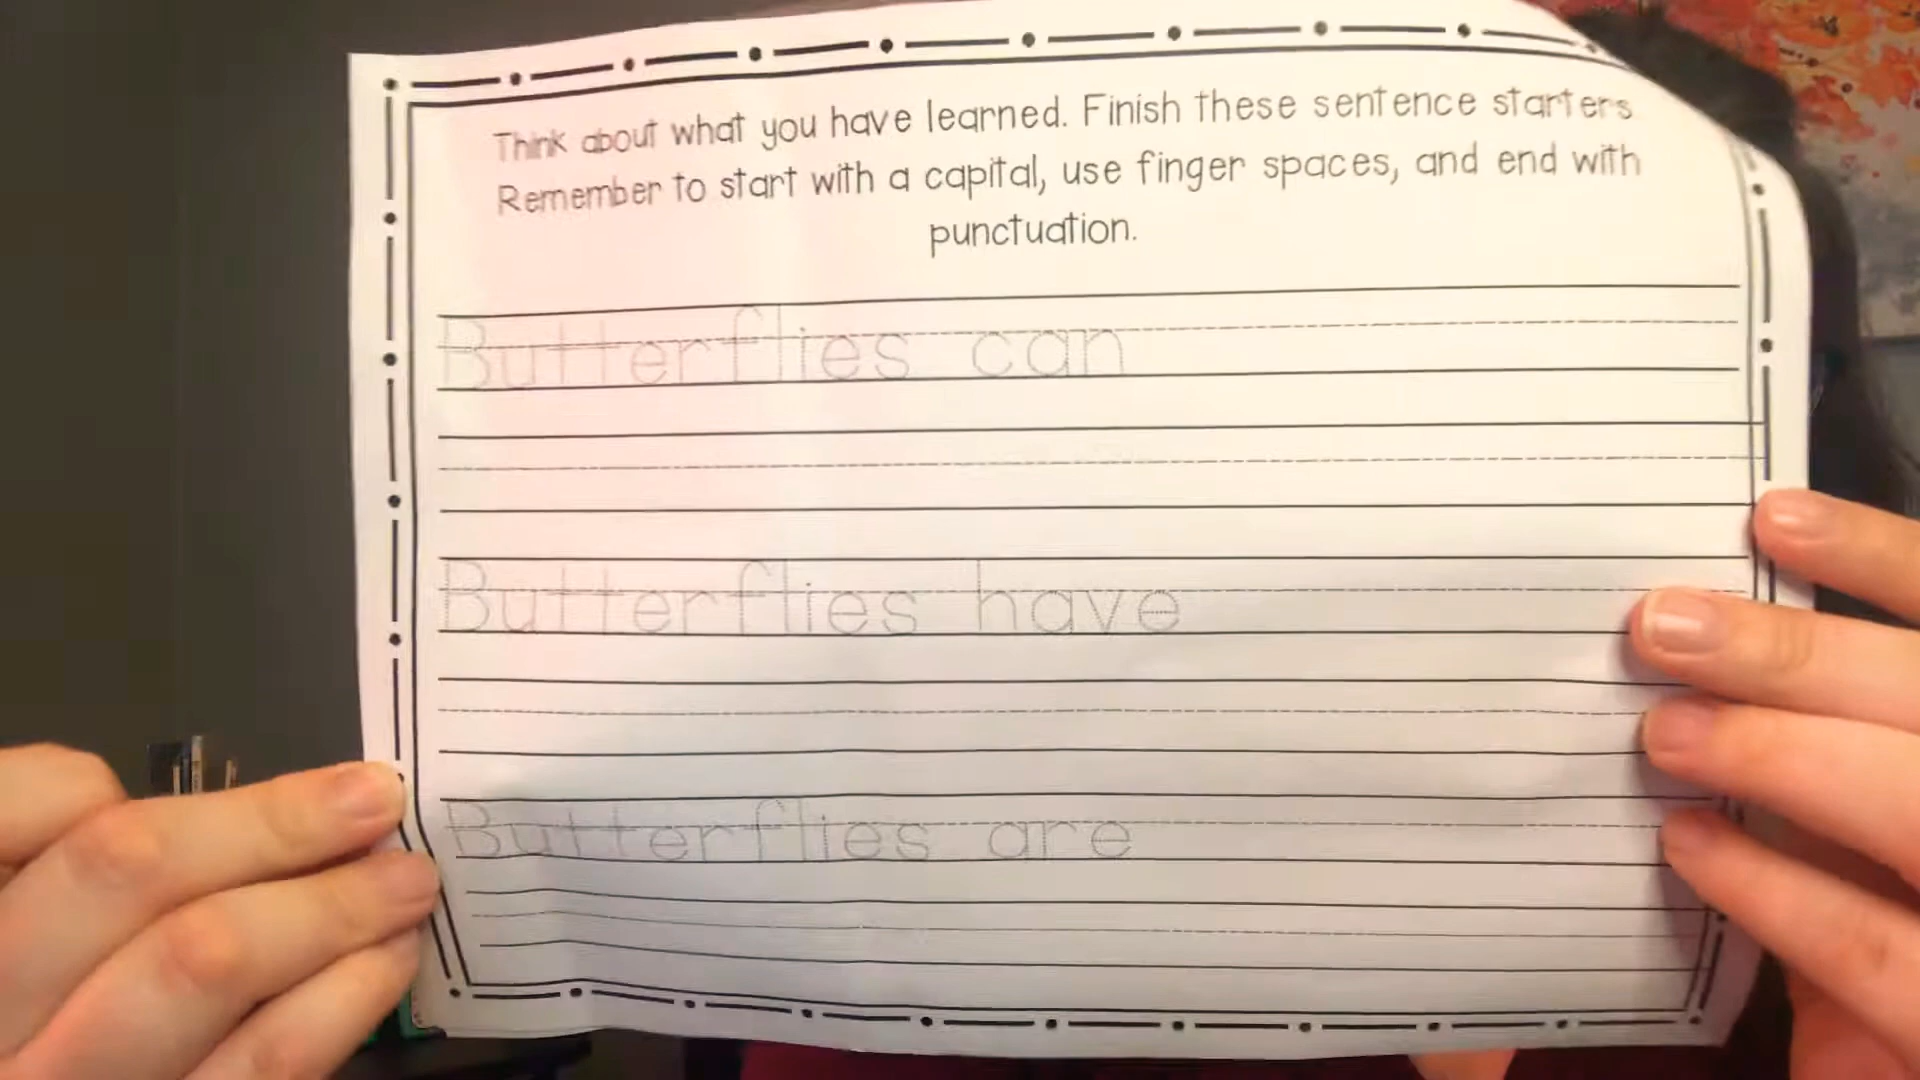 Think about what you have learned. Finish these sentence starters
Remember to start with a capital, use finger spaces, and end with
punctuation.
Butterflies can
Butterflies have
Butterflies are